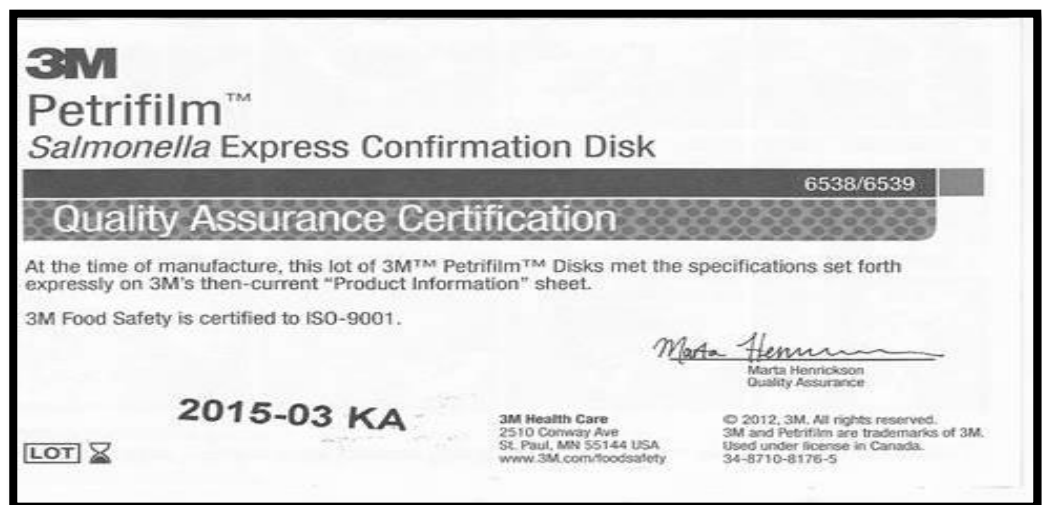 3M
Petrifilm™
Salmonella Express Confirmation Disk
6538/6539
Quality Assurance Certification
At the time of manufacture, this lot of 3M™ Petrifilm™ Disks met the specifications set forth
expressly on 3M's then-current "Product Information" sheet.
3M Food Safety is certified to ISO-9001.
Marta Henrickson
Quality Assurance
2015-03 KA
LOT
3M Health Care
2510 Conway Ave
St. Paul, MN 55144 USA
www.3M.com/foodsafety
© 2012, 3M. All rights reserved.
3M and Petrifilm are trademarks of 3M.
Used under license in Canada.
34-8710-8176-5